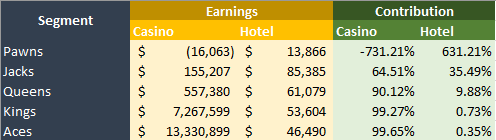 Segment Earnings Contribution
Casino Hotel Casino Hotel
Pawns $ (16,063) $ 13,866 -731.21% 631.21%
Jacks $ 155,207 $ 85,385 64.51% 35.49%
Queens $ 557,380 $ 61,079 90.12% 9.88%
Kings $ 7,267,599 $ 53,604 99.27% 0.73%
Aces $ 13,330,899 $ 46,490 99.65% 0.35%